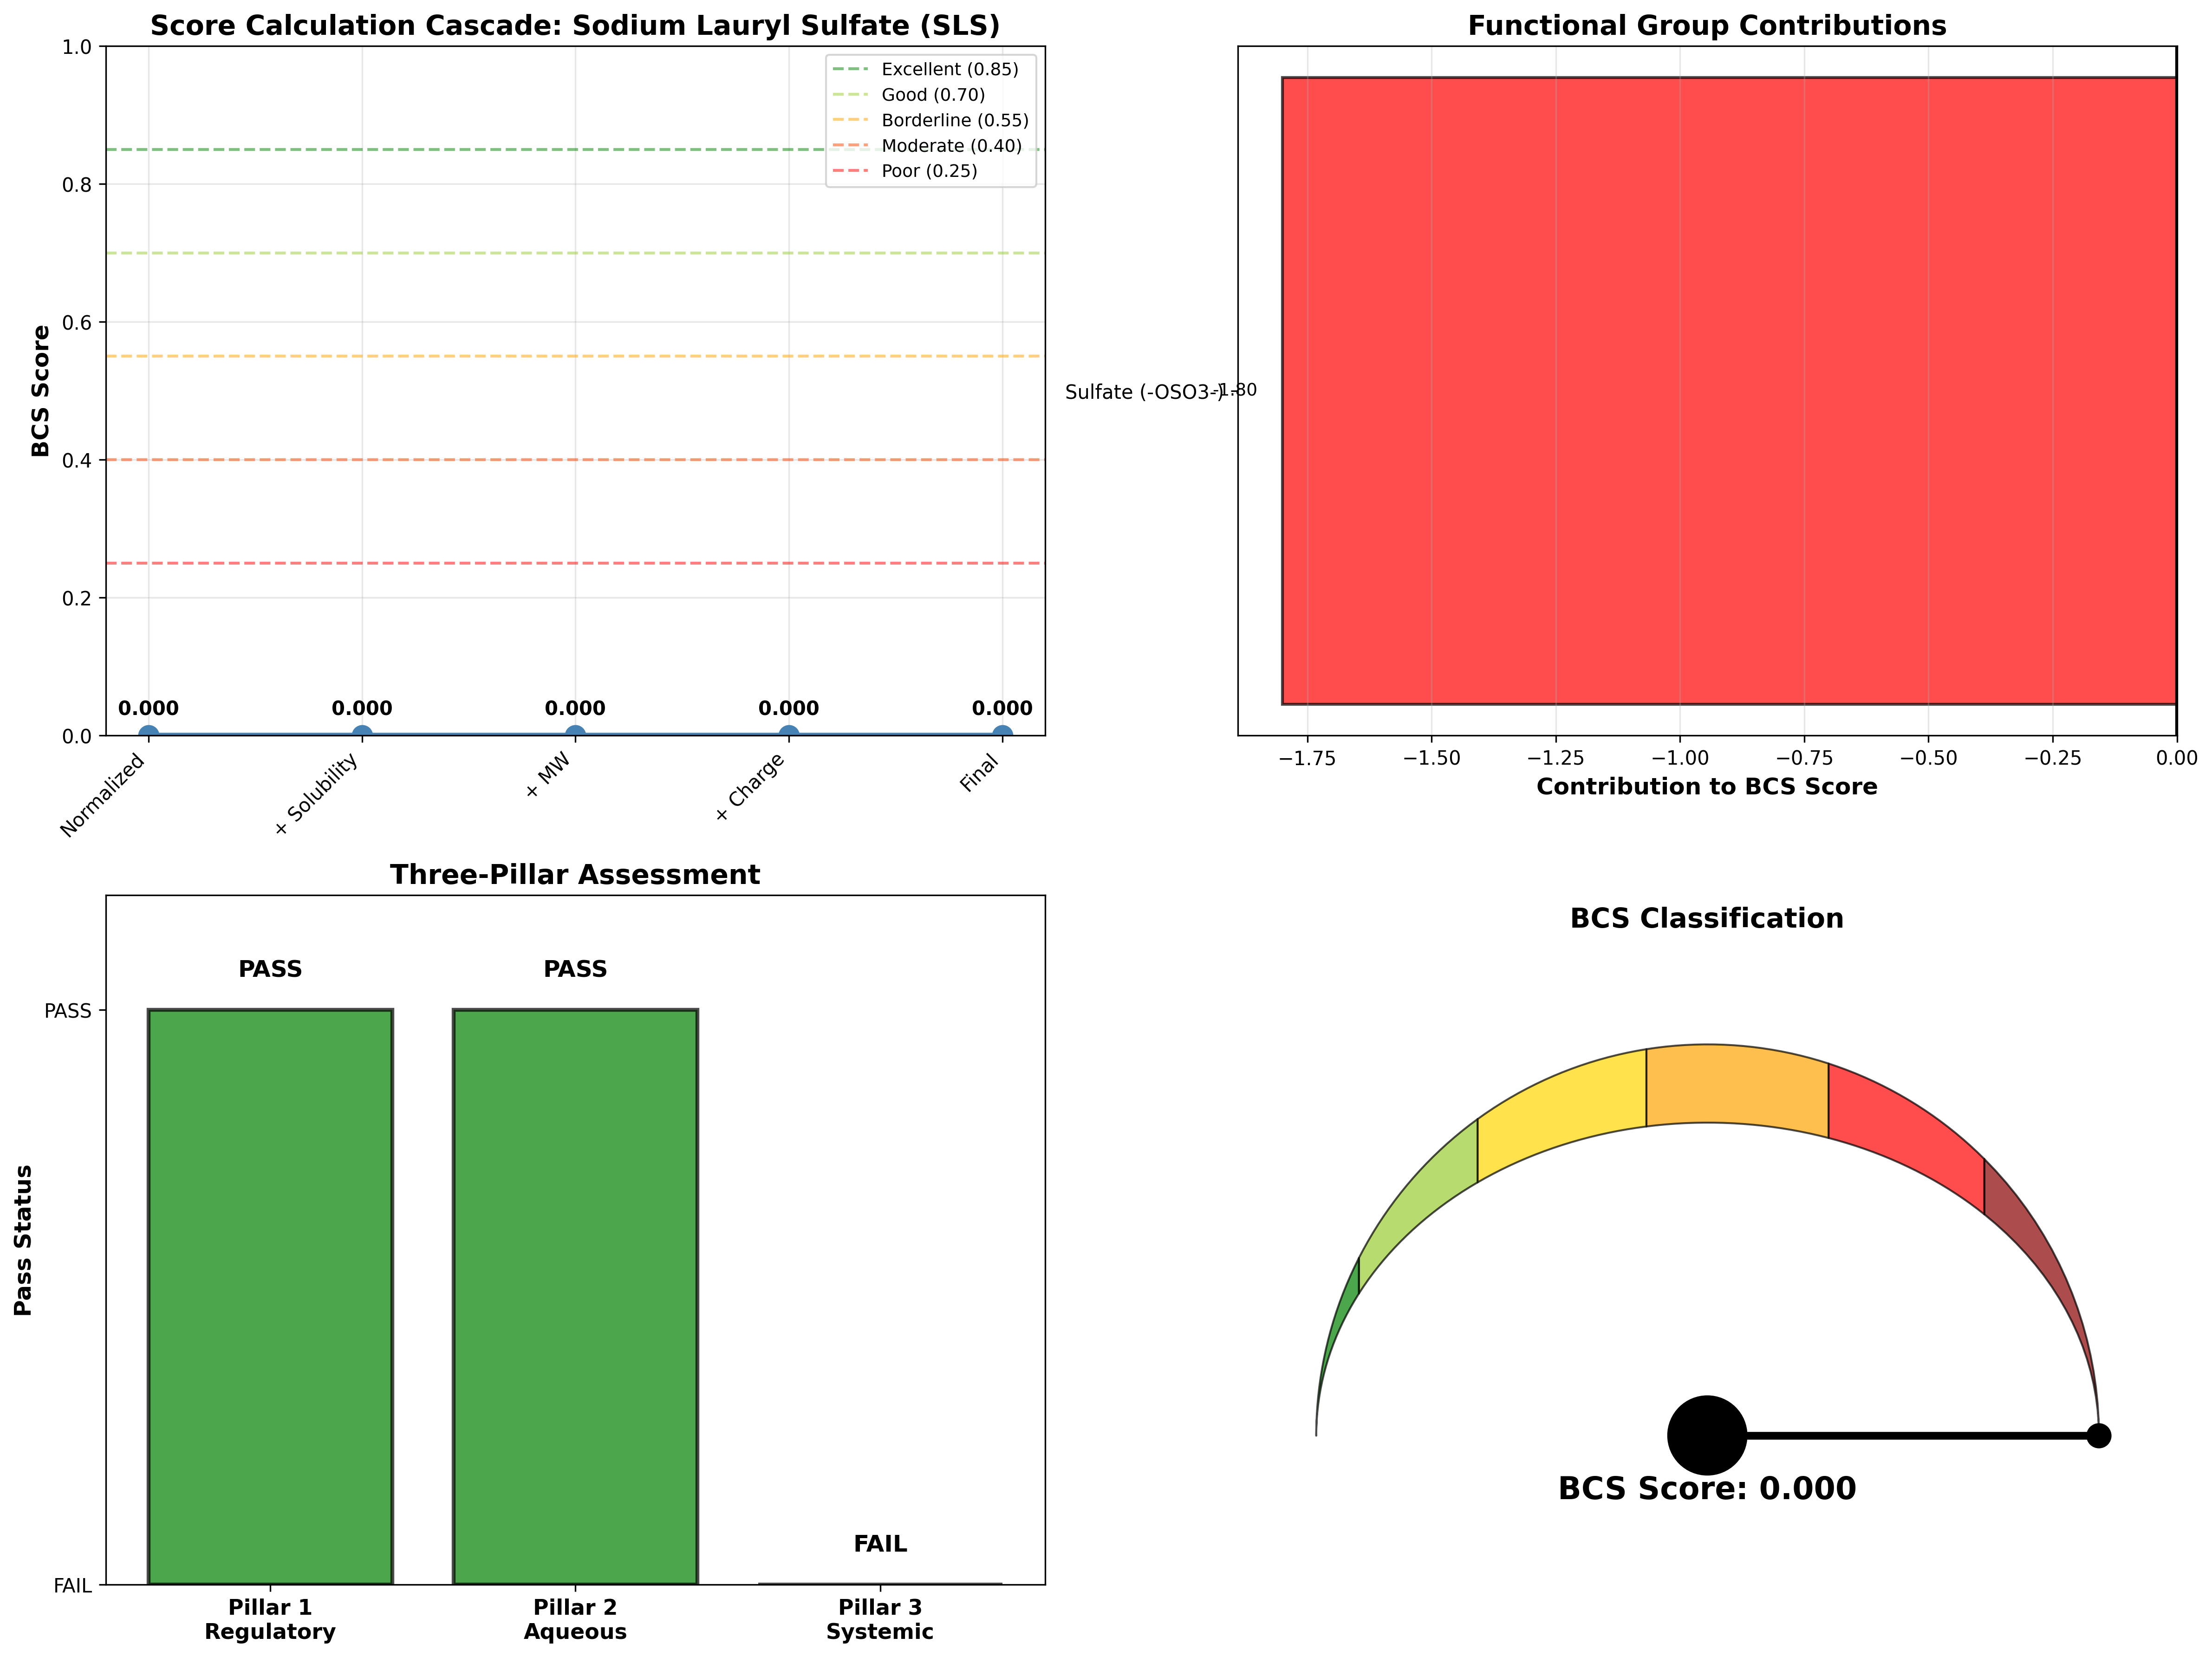 Score Calculation Cascade: Sodium Lauryl Sulfate (SLS)
BCS Score
1.0
0.8
0.6
0.4
0.2
0.0
Excellent (0.85)
Good (0.70)
Borderline (0.55)
Moderate (0.40)
Poor (0.25)
0.000
0.000
0.000
0.000
0.000
Normalized
+ Solubility
+ MW
+ Charge
Final
Functional Group Contributions
Sulfate (-OSO3-)
-1.80
−1.75
−1.50
−1.25
−1.00
−0.75
−0.50
−0.25
0.00
Contribution to BCS Score
Three-Pillar Assessment
Pass Status
PASS
FAIL
PASS
PASS
FAIL
Pillar 1
Regulatory
Pillar 2
Aqueous
Pillar 3
Systemic
BCS Classification
BCS Score: 0.000